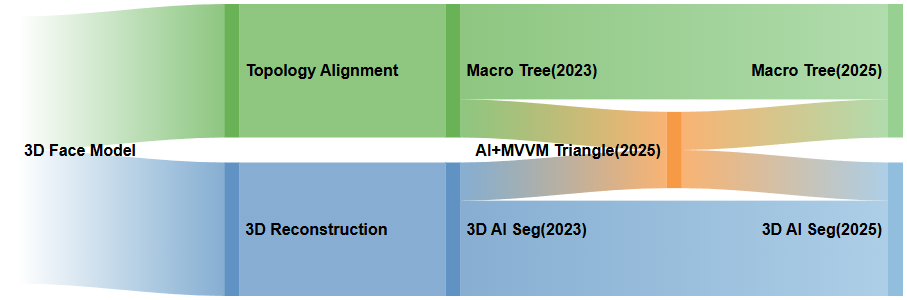 Topology Alignment
Macro Tree(2023)
Macro Tree(2025)
3D Face Model
AI+MVVM Triangle(2025)
3D Reconstruction
3D AI Seg(2023)
3D AI Seg(2025)